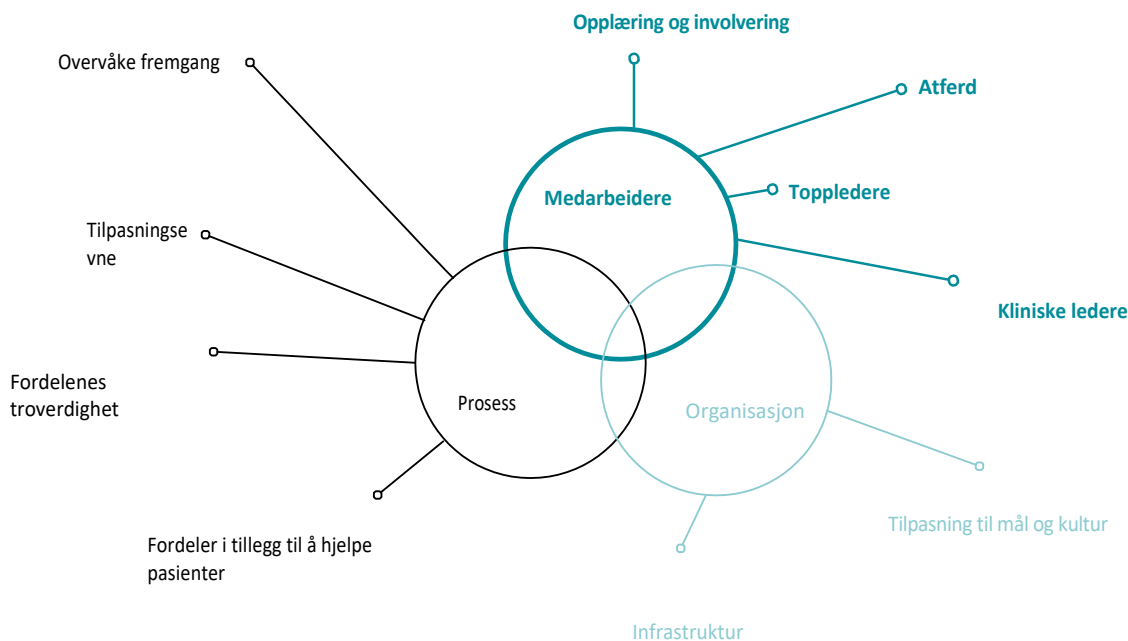 Opplæring og involvering
Overvåke fremgang
Atferd
Medarbeidere
Toppledere
Tilpasningse
vne
Kliniske ledere
Fordelenes
troverdighet
Prosess
Organisasjon
Tilpasning til mål og kultur
Fordeler i tillegg til å hjelpe
pasienter
Infrastruktur